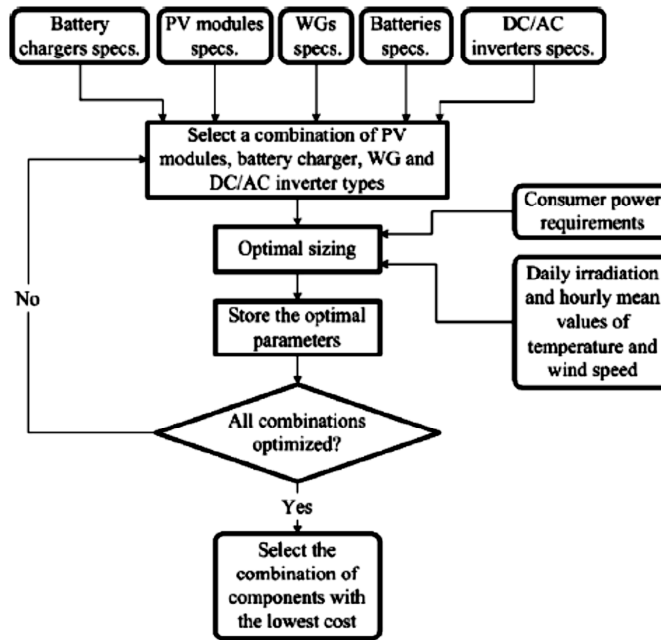 Battery
chargers specs.
PV modules
specs.
WGs
specs.
Batteries
specs.
DC/AC
inverters specs.
Select a combination of PV
modules, battery charger, WG and
DC/AC inverter types
Consumer power
requirements
Optimal sizing
Daily irradiation
and hourly mean
values of
temperature and
wind speed
No
Store the optimal
parameters
All combinations
optimized?
Yes
Select the
combination of
components with
the lowest cost